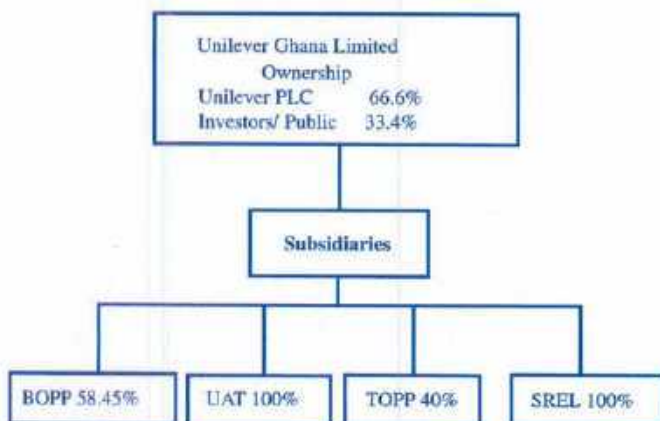 Unilever Ghana Limited
Ownership
Unilever PLC 66.6%
Investors/ Public 33.4%
Subsidiaries
BOPP 58.45%
UAT 100%
TOPP 40%
SREL 100%